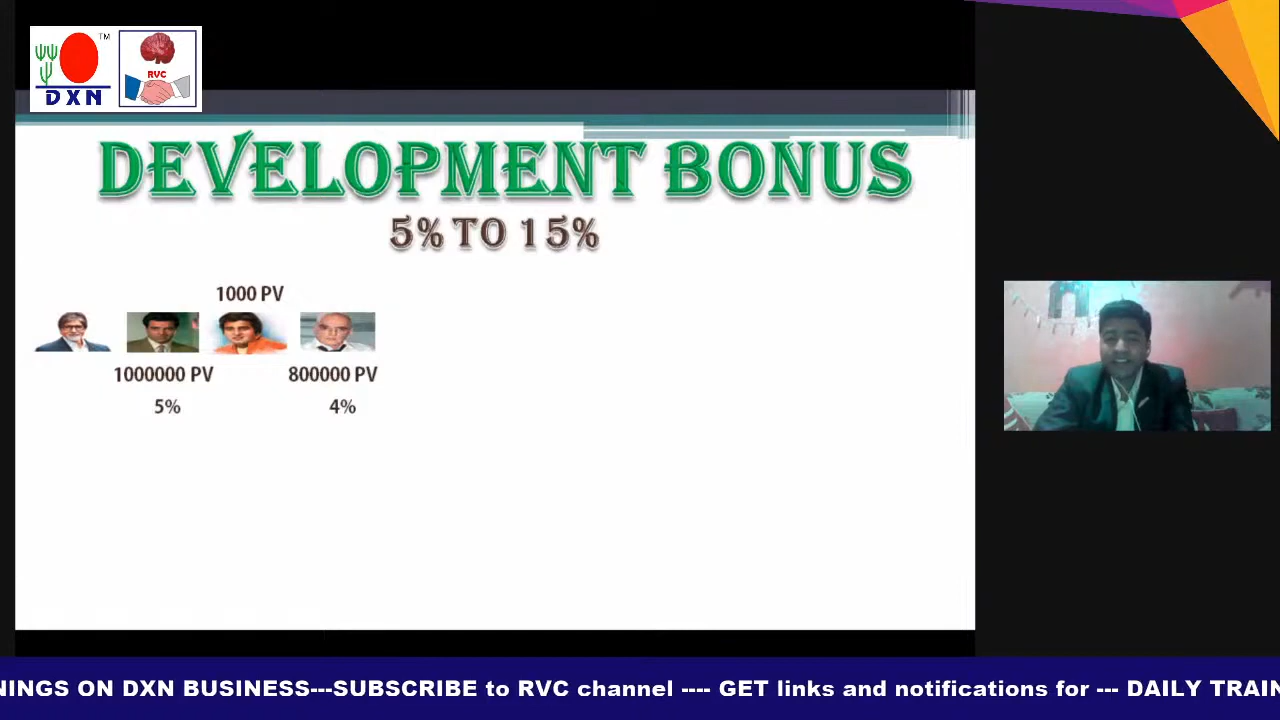 TM
DXN
RVC
DEVELOPMENT BONUS
5% TO 15%
1000 PV
1000000 PV 800000 PV
5% 4%
NINGS ON DXN BUSINESS---SUBSCRIBE to RVC channel ---- GET links and notifications for --- DAILY TRAIN